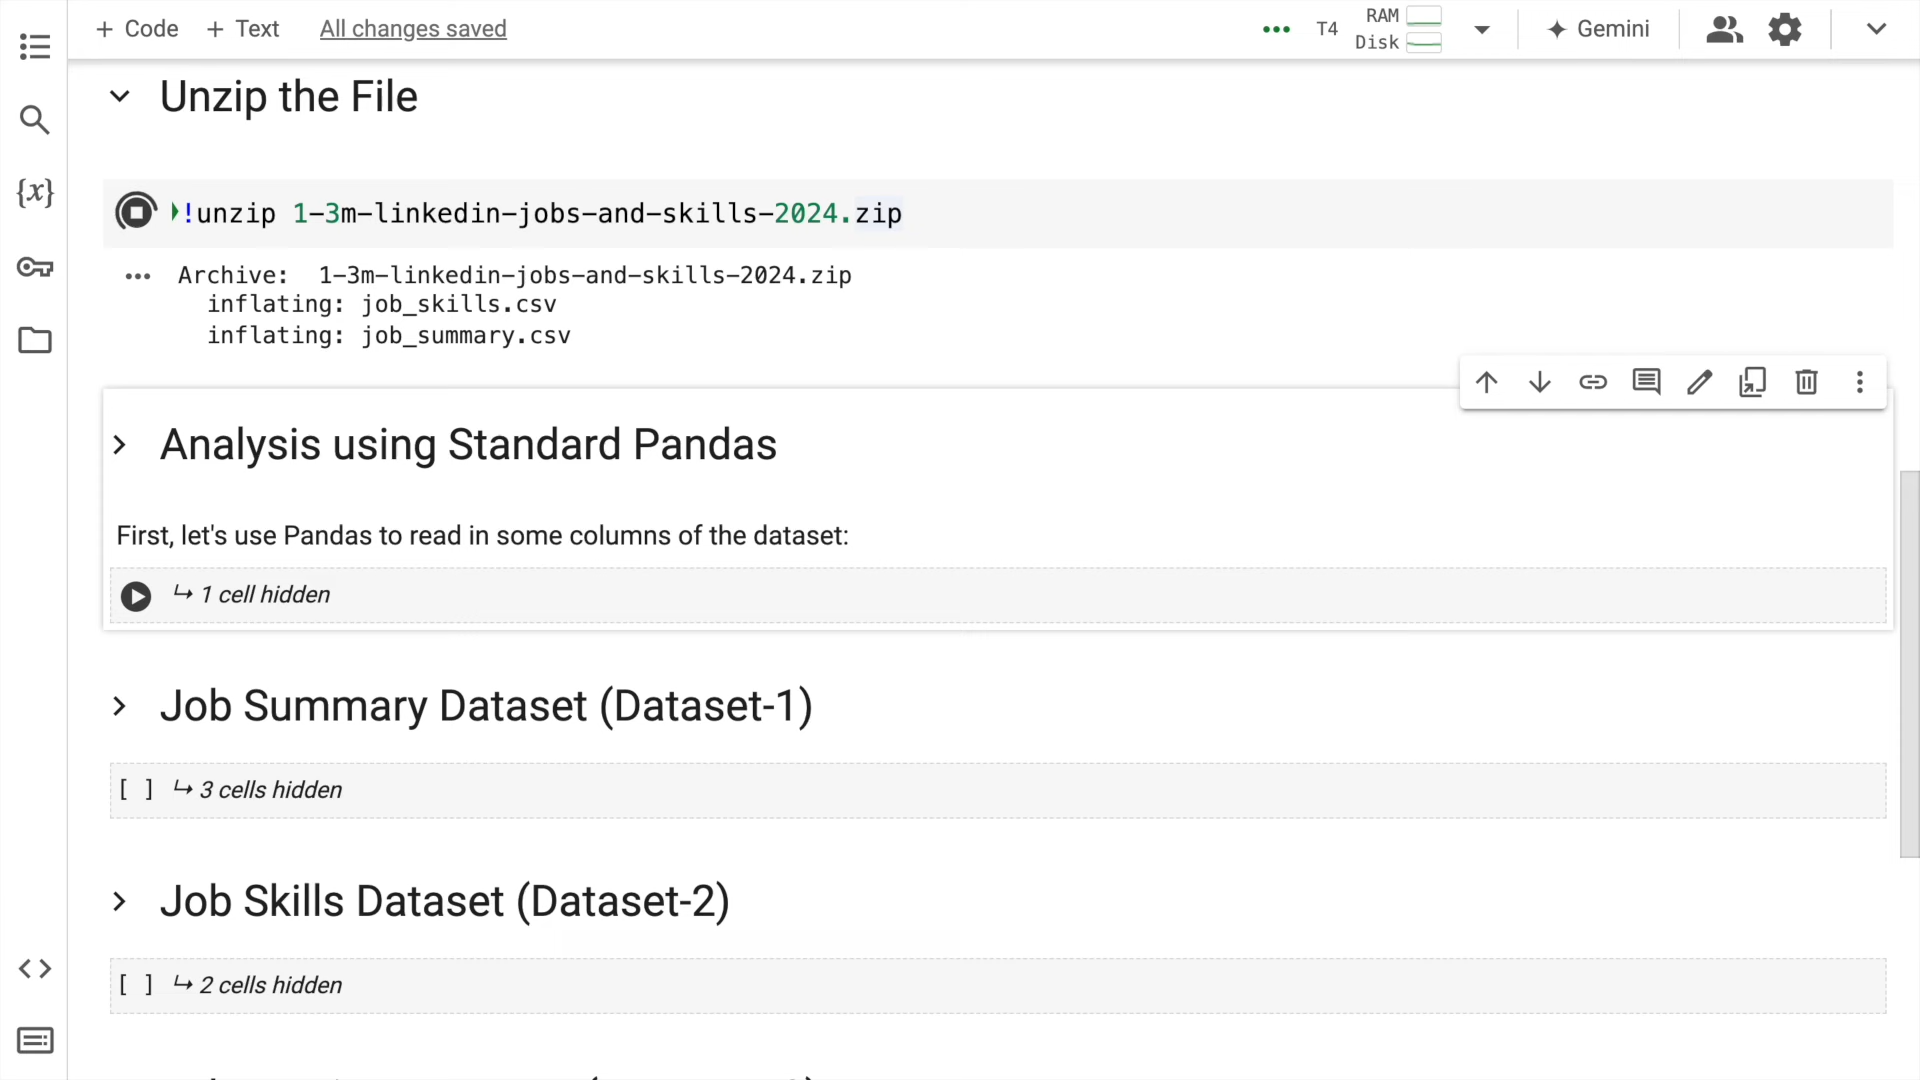 + Code + Text All changes saved
T4 RAM Disk Gemini
{x}
Unzip the File
!unzip 1-3m-linkedin-jobs-and-skills-2024.zip
Archive:  1-3m-linkedin-jobs-and-skills-2024.zip
inflating: job_skills.csv
inflating: job_summary.csv
Analysis using Standard Pandas
First, let's use Pandas to read in some columns of the dataset:
1 cell hidden
Job Summary Dataset (Dataset-1)
[ ] 3 cells hidden
Job Skills Dataset (Dataset-2)
[ ] 2 cells hidden